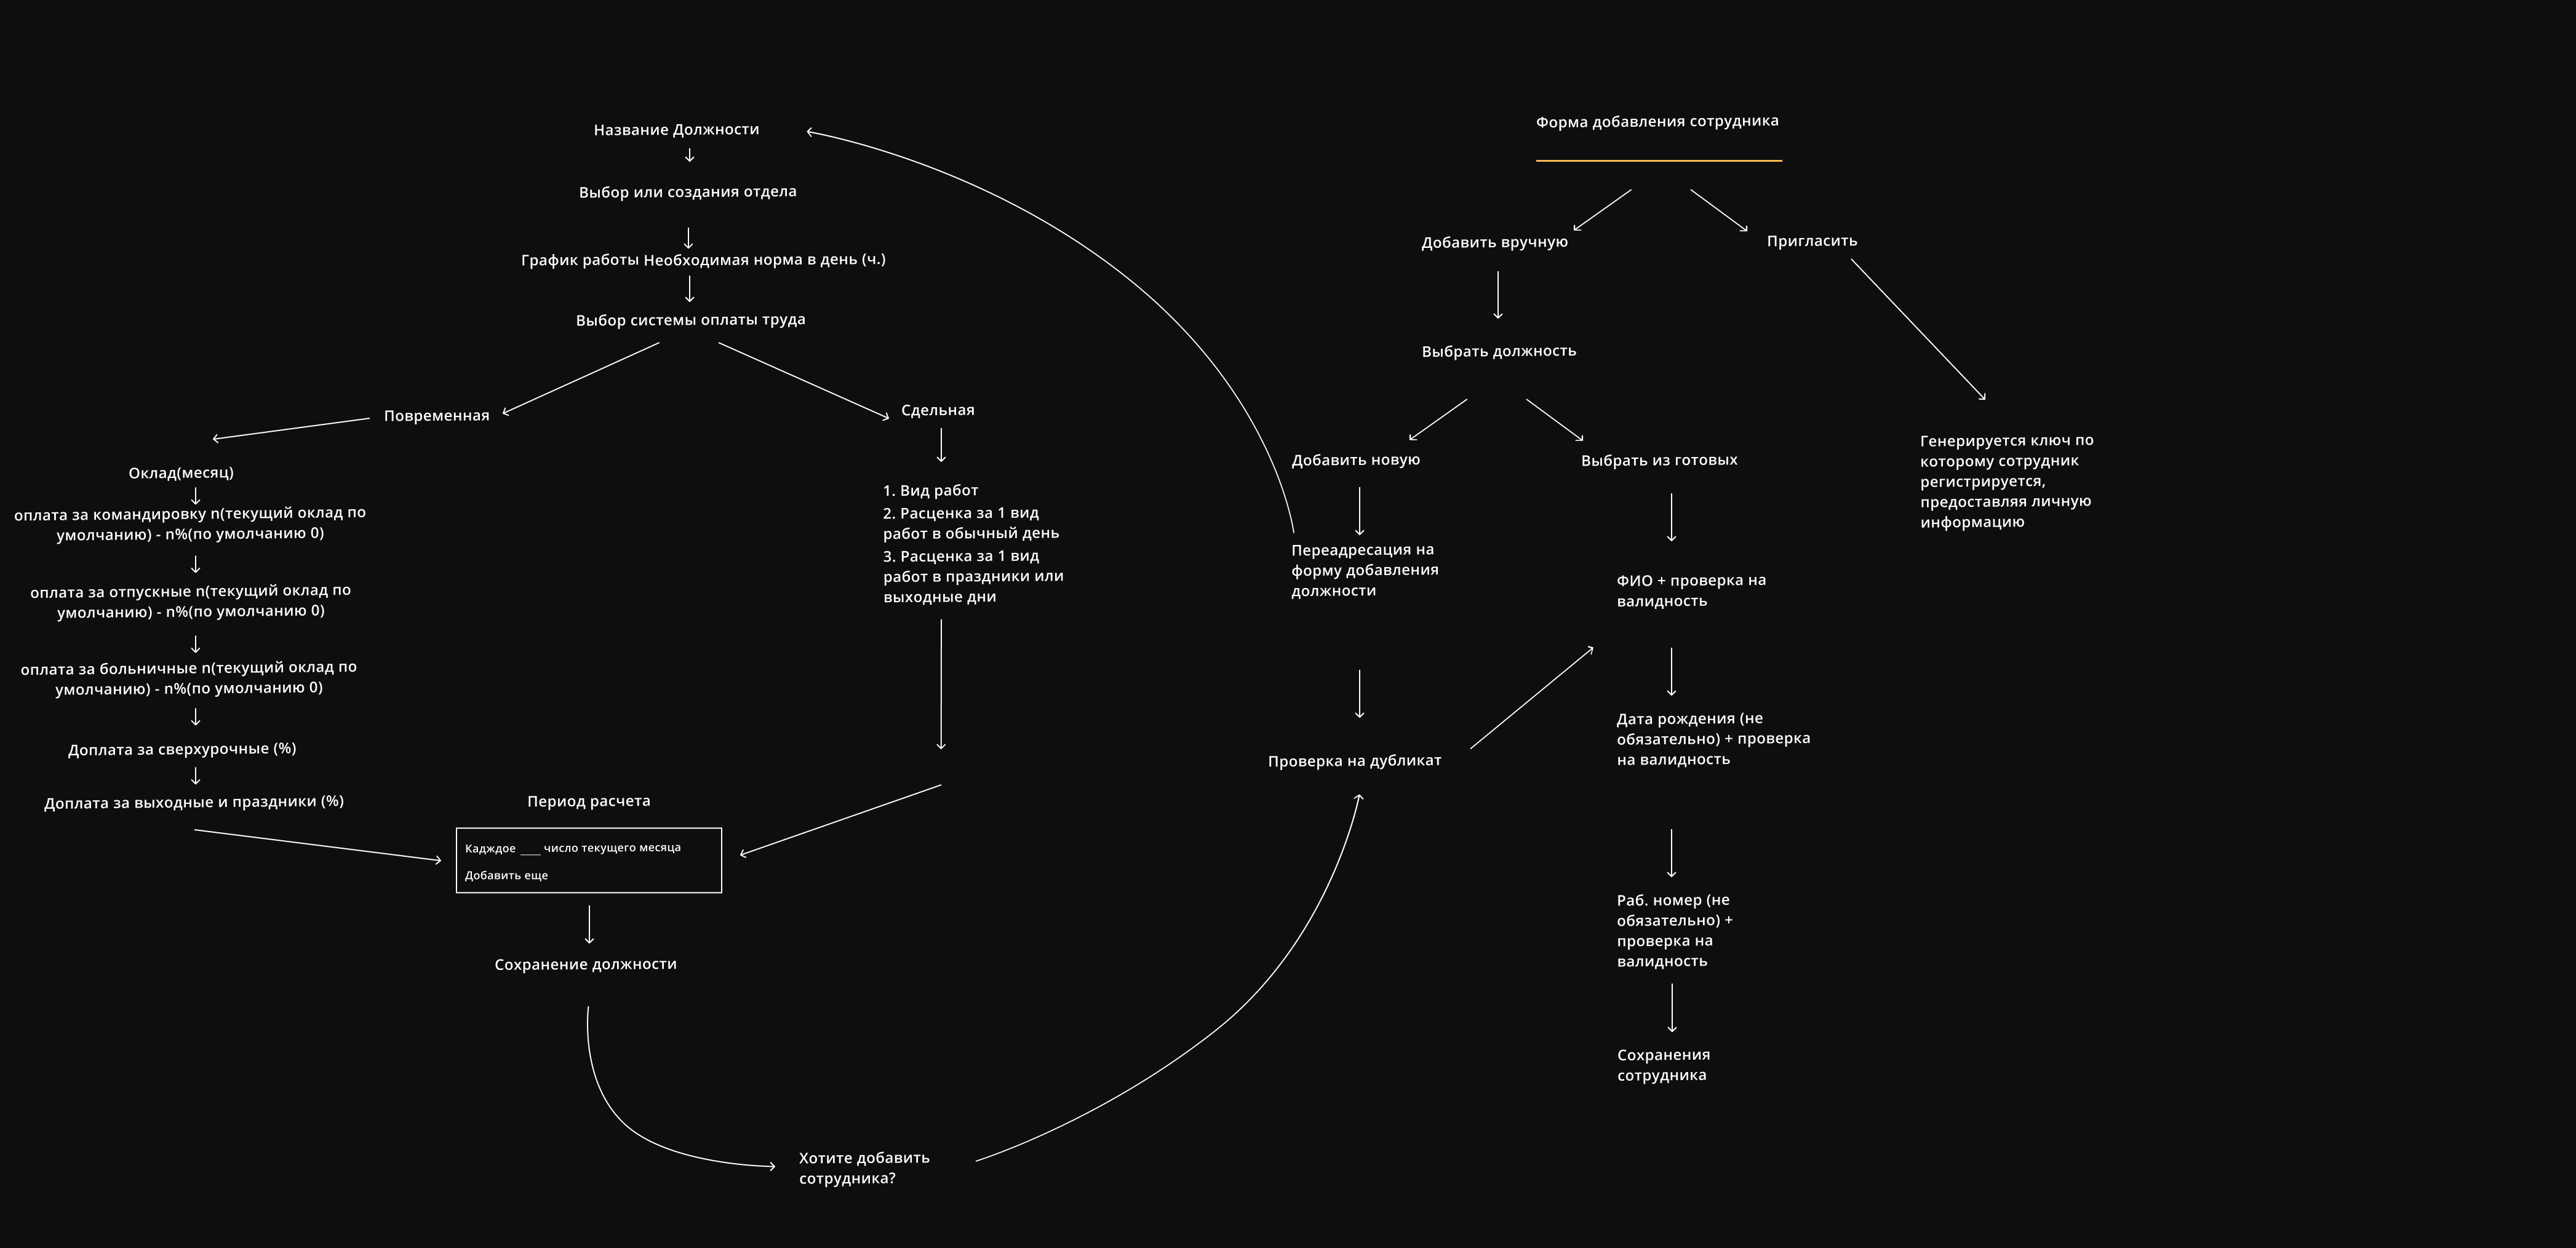 Название Должности
Выбор или создания отдела
График работы Необходимая норма в день (ч.)
Выбор системы оплаты труда
Повременная
Сдельная
Оклад(месяц)
оплата за командировку n(текущий оклад по
умолчанию) - n%(по умолчанию 0)
оплата за отпускные n(текущий оклад по
умолчанию) - n%(по умолчанию 0)
оплата за больничные n(текущий оклад по
умолчанию) - n%(по умолчанию 0)
Доплата за сверхурочные (%)
Доплата за выходные и праздники (%)
1. Вид работ
2. Расценка за 1 вид
работ в обычный день
3. Расценка за 1 вид
работ в праздники или
выходные дни
Период расчета
Кадждое ___ число текущего месяца
Добавить еще
Сохранение должности
Хотите добавить
сотрудника?
Форма добавления сотрудника
Добавить вручную
Пригласить
Выбрать должность
Добавить новую
Выбрать из готовых
Переадресация на
форму добавления
должности
Проверка на дубликат
ФИО + проверка на
валидность
Дата рождения (не
обязательно) + проверка
на валидность
Раб. номер (не
обязательно) +
проверка на
валидность
Сохранения
сотрудника
Генерируется ключ по
которому сотрудник
регистрируется,
предоставляя личную
информацию